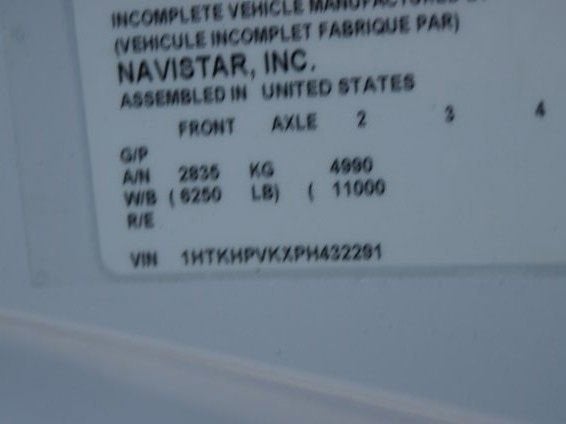 INCOMPLETE VEHICLE MANUFACTURED
(VEHICULE INCOMPLET FABRIQUE PAR)
NAVISTAR, INC.
ASSEMBLED IN UNITED STATES
FRONT AXLE 2 3 4
G/P
A/N 2835 KG 4990
W/B ( 6250 LB) ( 11000
R/E
VIN 1HTKHPVKXPH432291